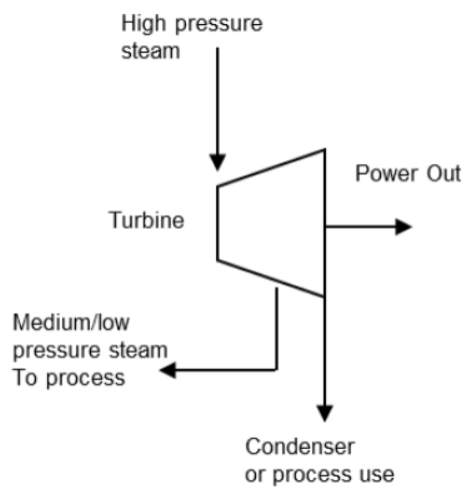 High pressure
steam
Power Out
Turbine
Medium/low
pressure steam
To process
Condenser
or process use